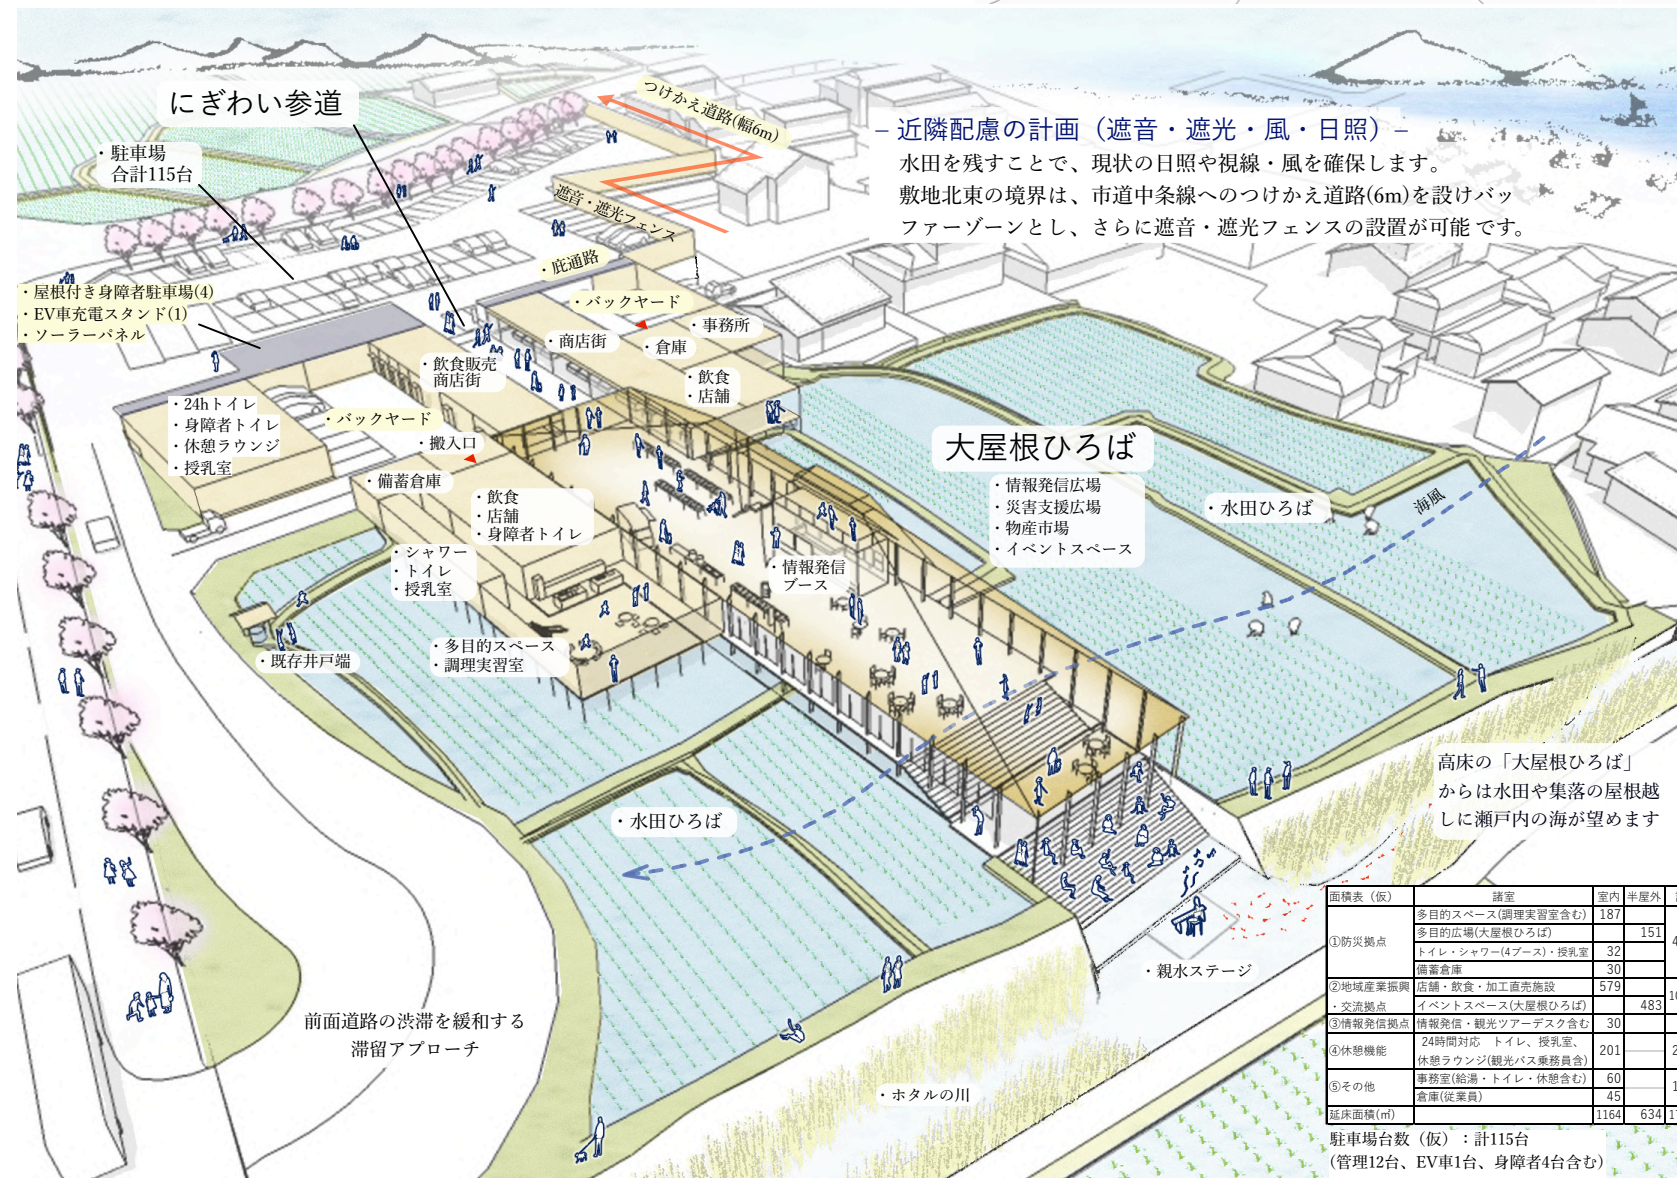 にぎわい参道
・駐車場
合計115台
つけかえ道路(幅6m)
遮音・遮光フェンス
– 近隣配慮の計画（遮音・遮光・風・日照）–
水田を残すことで、現状の日照や視線・風を確保します。
敷地北東の境界は、市道中条線へのつけかえ道路(6m)を設けバッ
ファーゾーンとし、さらに遮音・遮光フェンスの設置が可能です。
・屋根付き身障者駐車場(4)
・EV車充電スタンド(1)
・ソーラーパネル
・庇通路
・バックヤード
・事務所
・商店街
・倉庫
・飲食販売
商店街
・飲食
・店舗
・24hトイレ
・身障者トイレ
・休憩ラウンジ
・授乳室
・バックヤード
・搬入口
・備蓄倉庫
・飲食
・店舗
・身障者トイレ
・シャワー
・トイレ
・授乳室
大屋根ひろば
・情報発信広場
・災害支援広場
・物産市場
・イベントスペース
・水田ひろば
海風
・情報発信
ブース
・既存井戸端
・多目的スペース
・調理実習室
・水田ひろば
高床の「大屋根ひろば」
からは水田や集落の屋根越
しに瀬戸内の海が望めます
・親水ステージ
前面道路の渋滞を緩和する
滞留アプローチ
・ホタルの川
面積表（仮） 諸室 室内 半屋外
①防災拠点 多目的スペース(調理実習室含む) 187
多目的広場(大屋根ひろば) 151
トイレ・シャワー(4ブース)・授乳室 32
備蓄倉庫 30
②地域産業振興 店舗・飲食・加工直売施設 579
・交流拠点 イベントスペース(大屋根ひろば) 483
③情報発信拠点 情報発信・観光ツアーデスク含む 30
④休憩機能 24時間対応 トイレ、授乳室、
休憩ラウンジ(観光バス乗務員含) 201
⑤その他 事務室(給湯・トイレ・休憩含む) 60
倉庫(従業員) 45
延床面積(㎡) 1164 634
駐車場台数（仮）：計115台
(管理12台、EV車1台、身障者4台含む)